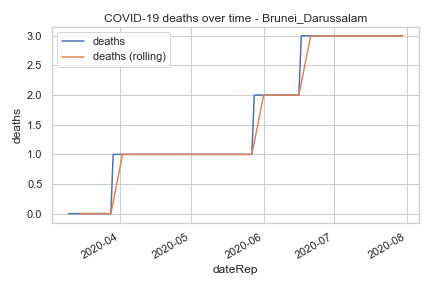 COVID-19 deaths over time - Brunei_Darussalam
deaths
deaths (rolling)
3.0
2.5
2.0
1.5
1.0
0.5
0.0
deaths
2020-04
2020-05
2020-06
2020-07
2020-08
dateRep